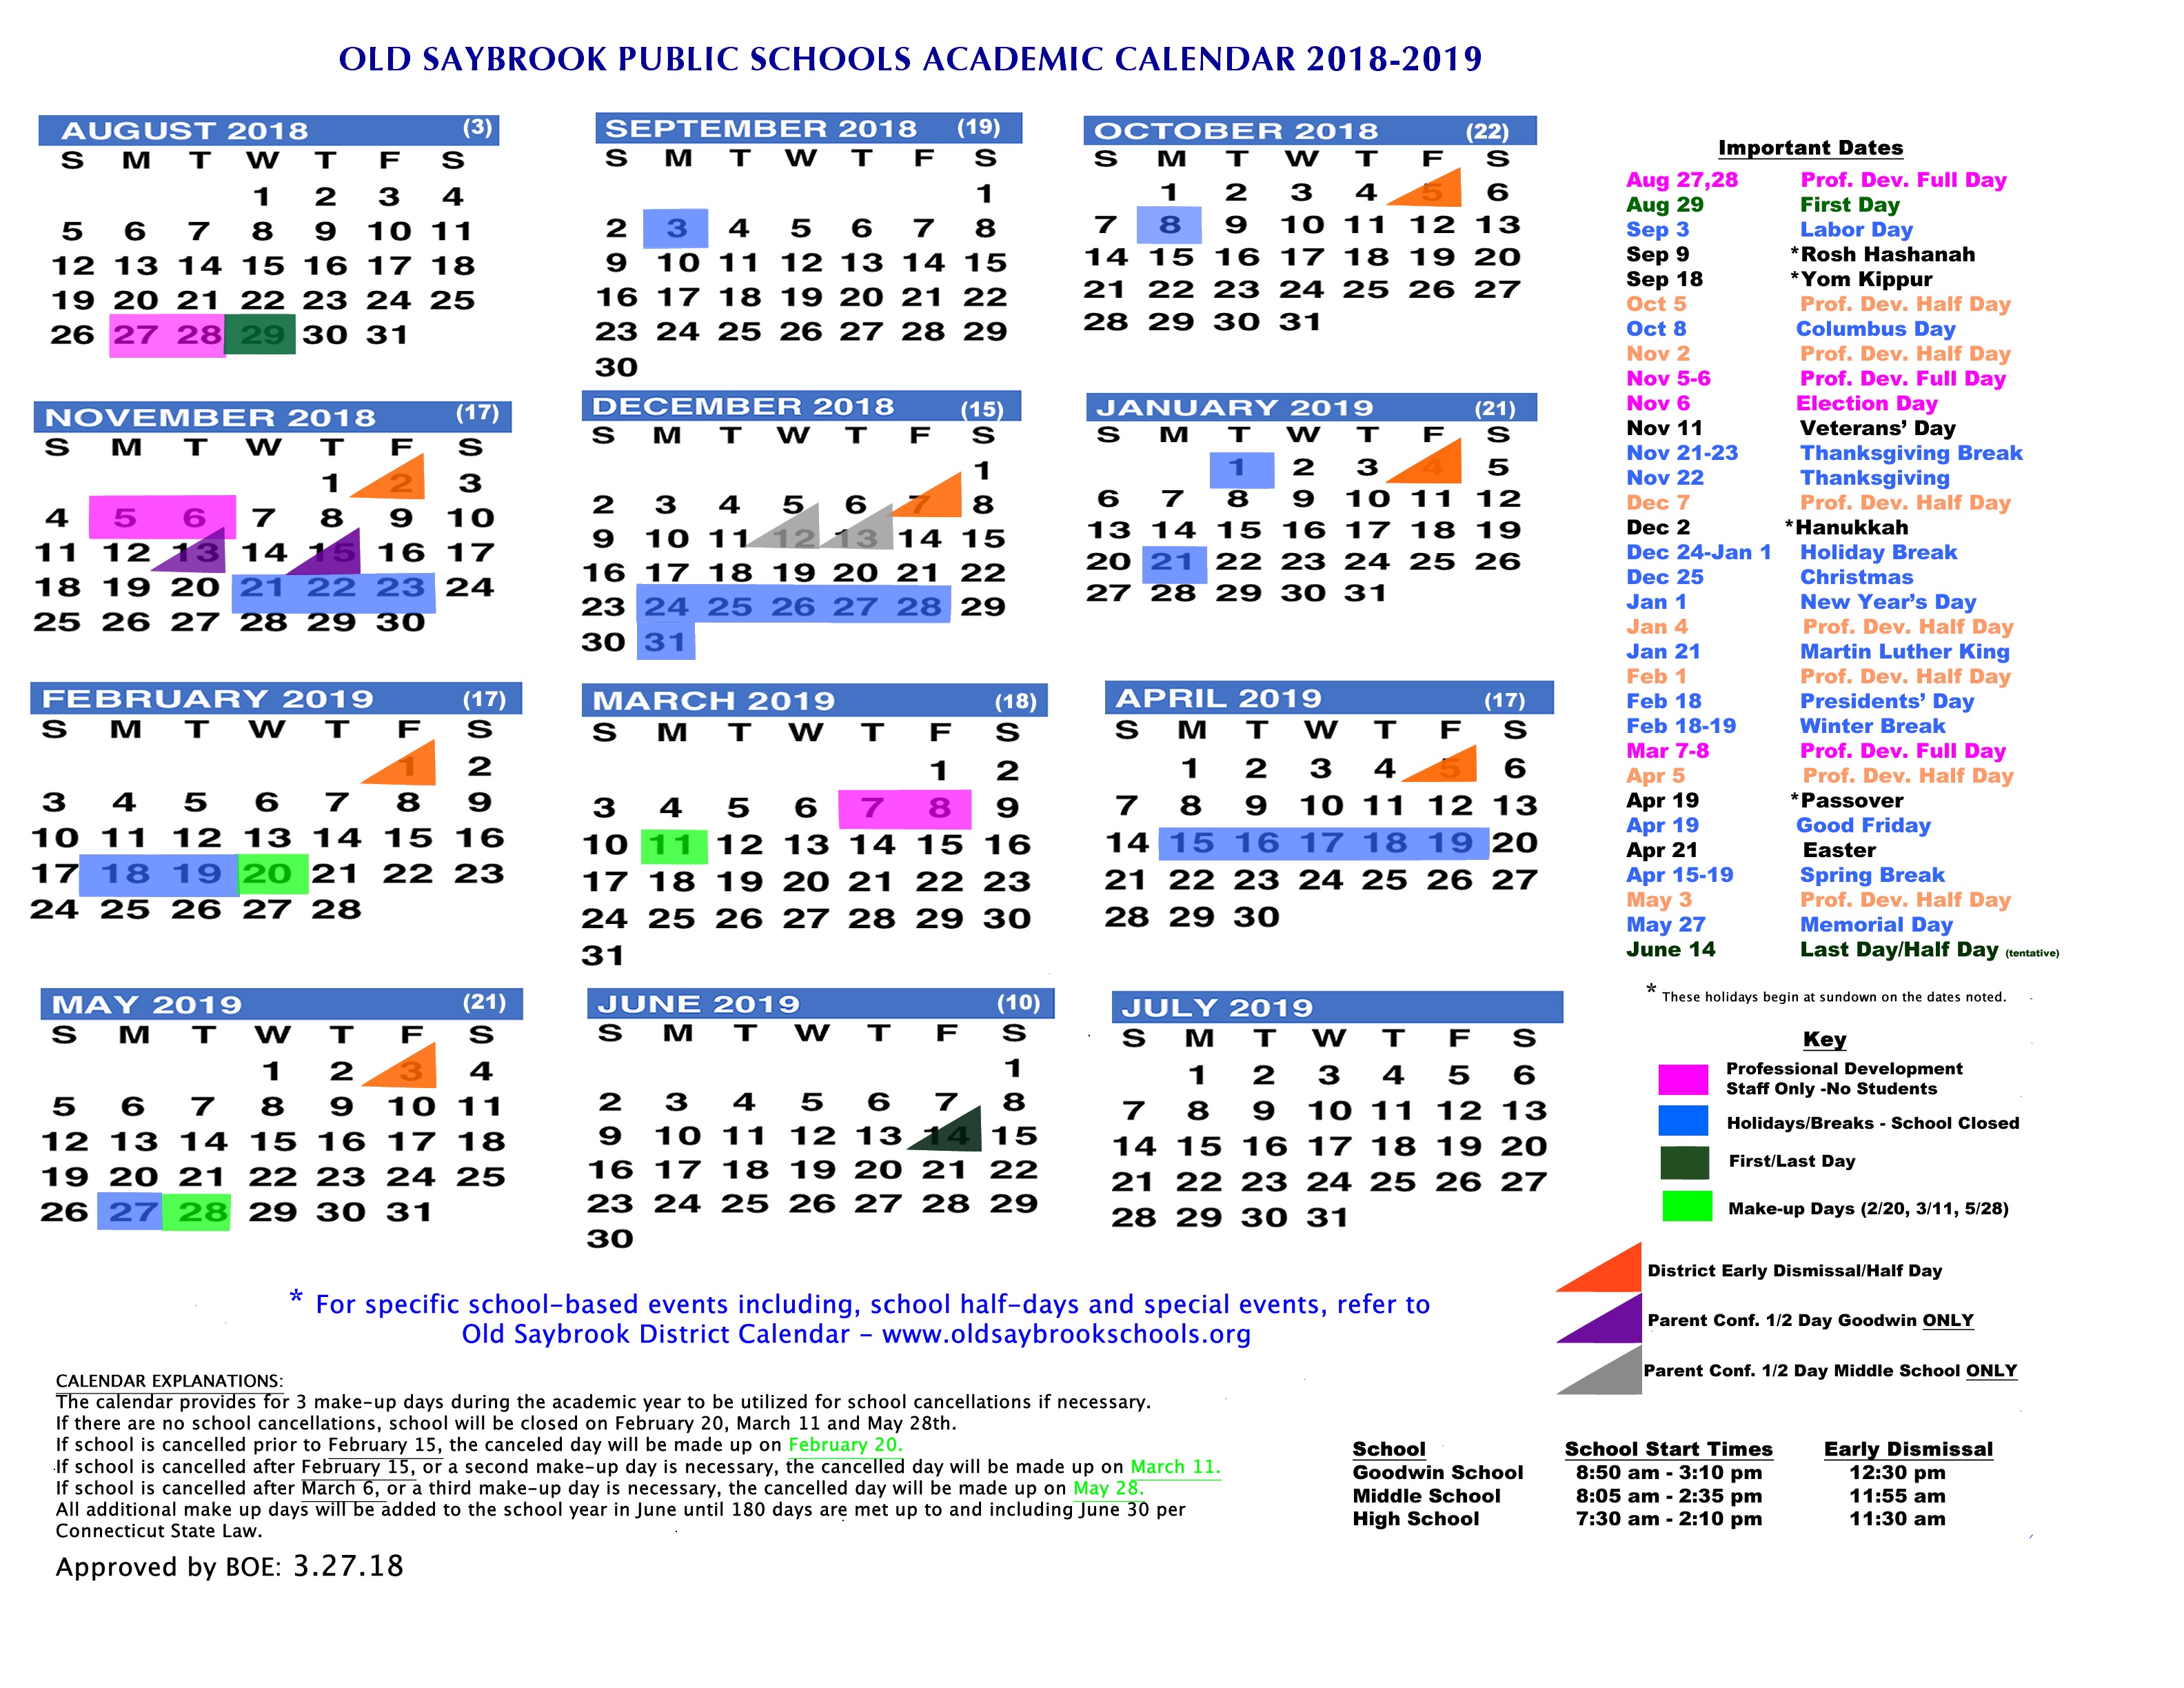 OLD SAYBROOK PUBLIC SCHOOLS ACADEMIC CALENDAR 2018-2019
AUGUST 2018 (3)
S M T W T F S
1 2 3 4
5 6 7 8 9 10 11
12 13 14 15 16 17 18
19 20 21 22 23 24 25
26 27 28 29 30 31
SEPTEMBER 2018 (19)
S M T W T F S
1
2 3 4 5 6 7 8
9 10 11 12 13 14 15
16 17 18 19 20 21 22
23 24 25 26 27 28 29
30
OCTOBER 2018 (22)
S M T W T F S
1 2 3 4 5 6
7 8 9 10 11 12 13
14 15 16 17 18 19 20
21 22 23 24 25 26 27
28 29 30 31
NOVEMBER 2018 (17)
S M T W T F S
1 2 3
4 5 6 7 8 9 10
11 12 13 14 15 16 17
18 19 20 21 22 23 24
25 26 27 28 29 30
DECEMBER 2018 (15)
S M T W T F S
1
2 3 4 5 6 7 8
9 10 11 12 13 14 15
16 17 18 19 20 21 22
23 24 25 26 27 28 29
30 31
JANUARY 2019 (21)
S M T W T F S
1 2 3 4 5
6 7 8 9 10 11 12
13 14 15 16 17 18 19
20 21 22 23 24 25 26
27 28 29 30 31
FEBRUARY 2019 (17)
S M T W T F S
1 2
3 4 5 6 7 8 9
10 11 12 13 14 15 16
17 18 19 20 21 22 23
24 25 26 27 28
MARCH 2019 (18)
S M T W T F S
1 2
3 4 5 6 7 8 9
10 11 12 13 14 15 16
17 18 19 20 21 22 23
24 25 26 27 28 29 30
31
APRIL 2019 (17)
S M T W T F S
1 2 3 4 5 6
7 8 9 10 11 12 13
14 15 16 17 18 19 20
21 22 23 24 25 26 27
28 29 30
MAY 2019 (21)
S M T W T F S
1 2 3 4
5 6 7 8 9 10 11
12 13 14 15 16 17 18
19 20 21 22 23 24 25
26 27 28 29 30 31
JUNE 2019 (10)
S M T W T F S
1
2 3 4 5 6 7 8
9 10 11 12 13 14 15
16 17 18 19 20 21 22
23 24 25 26 27 28 29
30
JULY 2019
S M T W T F S
1 2 3 4 5 6
7 8 9 10 11 12 13
14 15 16 17 18 19 20
21 22 23 24 25 26 27
28 29 30 31
Important Dates
Aug 27,28 Prof. Dev. Full Day
Aug 29 First Day
Sep 3 Labor Day
Sep 9 *Rosh Hashanah
Sep 18 *Yom Kippur
Oct 5 Prof. Dev. Half Day
Oct 8 Columbus Day
Nov 2 Prof. Dev. Half Day
Nov 5-6 Prof. Dev. Full Day
Nov 6 Election Day
Nov 11 Veterans' Day
Nov 21-23 Thanksgiving Break
Nov 22 Thanksgiving
Dec 7 Prof. Dev. Half Day
Dec 2 *Hanukkah
Dec 24-Jan 1 Holiday Break
Dec 25 Christmas
Jan 1 New Year's Day
Jan 4 Prof. Dev. Half Day
Jan 21 Martin Luther King
Feb 1 Prof. Dev. Half Day
Feb 18 Presidents' Day
Feb 18-19 Winter Break
Mar 7-8 Prof. Dev. Full Day
Apr 5 Prof. Dev. Half Day
Apr 19 *Passover
Apr 19 Good Friday
Apr 21 Easter
Apr 15-19 Spring Break
May 3 Prof. Dev. Half Day
May 27 Memorial Day
June 14 Last Day/Half Day (tentative)
* These holidays begin at sundown on the dates noted.
Key
Professional Development
Staff Only -No Students
Holidays/Breaks - School Closed
First/Last Day
Make-up Days (2/20, 3/11, 5/28)
District Early Dismissal/Half Day
Parent Conf. 1/2 Day Goodwin ONLY
Parent Conf. 1/2 Day Middle School ONLY
* For specific school-based events including, school half-days and special events, refer to
Old Saybrook District Calendar - www.oldsaybrookschools.org
CALENDAR EXPLANATIONS:
The calendar provides for 3 make-up days during the academic year to be utilized for school cancellations if necessary.
If there are no school cancellations, school will be closed on February 20, March 11 and May 28th.
If school is cancelled prior to February 15, the canceled day will be made up on February 20.
If school is cancelled after February 15, or a second make-up day is necessary, the cancelled day will be made up on March 11.
If school is cancelled after March 6, or a third make-up day is necessary, the cancelled day will be made up on May 28.
All additional make up days will be added to the school year in June until 180 days are met up to and including June 30 per
Connecticut State Law.
Approved by BOE: 3.27.18
School School Start Times Early Dismissal
Goodwin School 8:50 am - 3:10 pm 12:30 pm
Middle School 8:05 am - 2:35 pm 11:55 am
High School 7:30 am - 2:10 pm 11:30 am